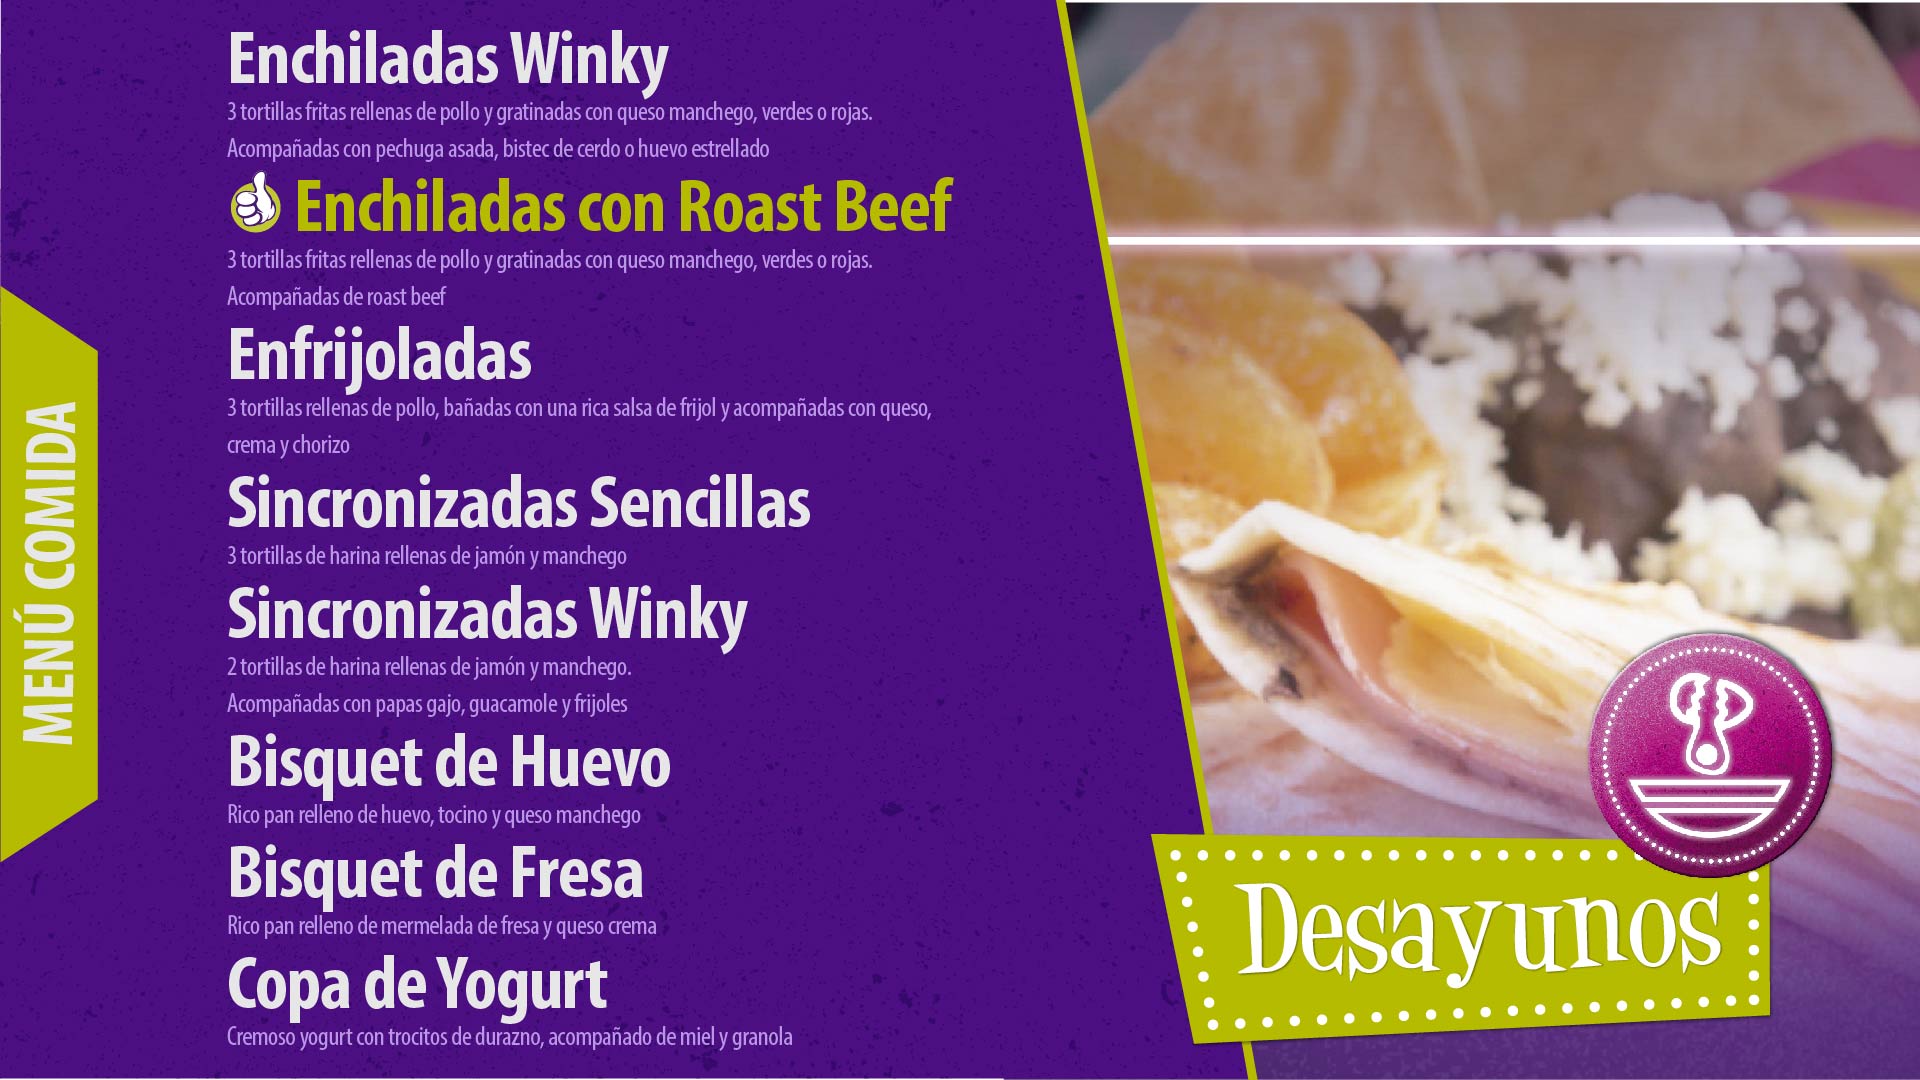 Enchiladas Winky
3 tortillas fritas rellenas de pollo y gratinadas con queso manchego, verdes o rojas.
Acompañadas con pechuga asada, bistec de cerdo o huevo estrellado
Enchiladas con Roast Beef
3 tortillas fritas rellenas de pollo y gratinadas con queso manchego, verdes o rojas.
Acompañadas de roast beef
Enfrijoladas
3 tortillas rellenas de pollo, bañadas con una rica salsa de frijol y acompañadas con queso,
crema y chorizo
Sincronizadas Sencillas
3 tortillas de harina rellenas de jamón y manchego
Sincronizadas Winky
2 tortillas de harina rellenas de jamón y manchego.
Acompañadas con papas gajo, guacamole y frijoles
Bisquet de Huevo
Rico pan relleno de huevo, tocino y queso manchego
Bisquet de Fresa
Rico pan relleno de mermelada de fresa y queso crema
Copa de Yogurt
Cremoso yogurt con trocitos de durazno, acompañado de miel y granola
MENÚ COMIDA
Desayunos